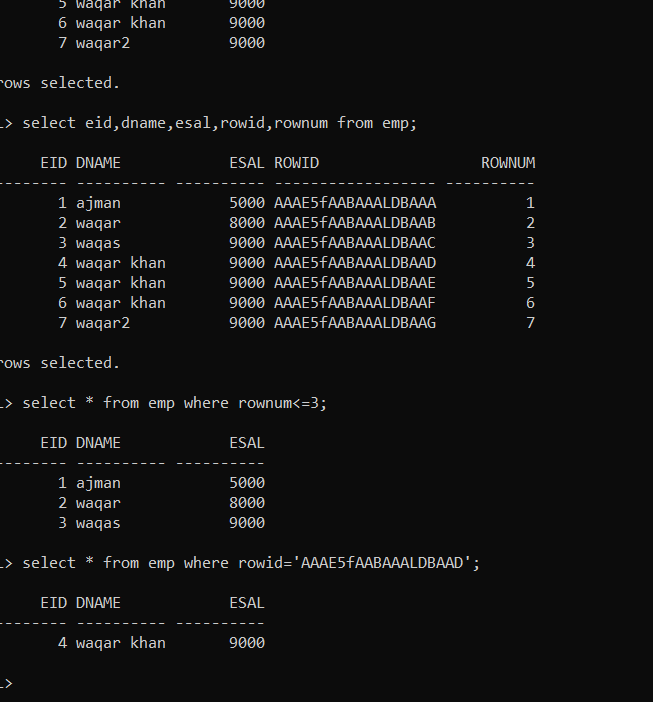 5 waqar khan 9000
6 waqar khan 9000
7 waqar2 9000
rows selected.
> select eid,dname,esal,rowid,rownum from emp;
EID DNAME ESAL ROWID ROWNUM
-------- ---------- ---------- ------------------ ----------
1 ajman 5000 AAAE5fAABAAALDBAAA 1
2 waqar 8000 AAAE5fAABAAALDBAAB 2
3 waqas 9000 AAAE5fAABAAALDBAAC 3
4 waqar khan 9000 AAAE5fAABAAALDBAAD 4
5 waqar khan 9000 AAAE5fAABAAALDBAAE 5
6 waqar khan 9000 AAAE5fAABAAALDBAAF 6
7 waqar2 9000 AAAE5fAABAAALDBAAG 7
rows selected.
> select * from emp where rownum<=3;
EID DNAME ESAL
-------- ---------- ----------
1 ajman 5000
2 waqar 8000
3 waqas 9000
> select * from emp where rowid='AAAE5fAABAAALDBAAD';
EID DNAME ESAL
-------- ---------- ----------
4 waqar khan 9000
>